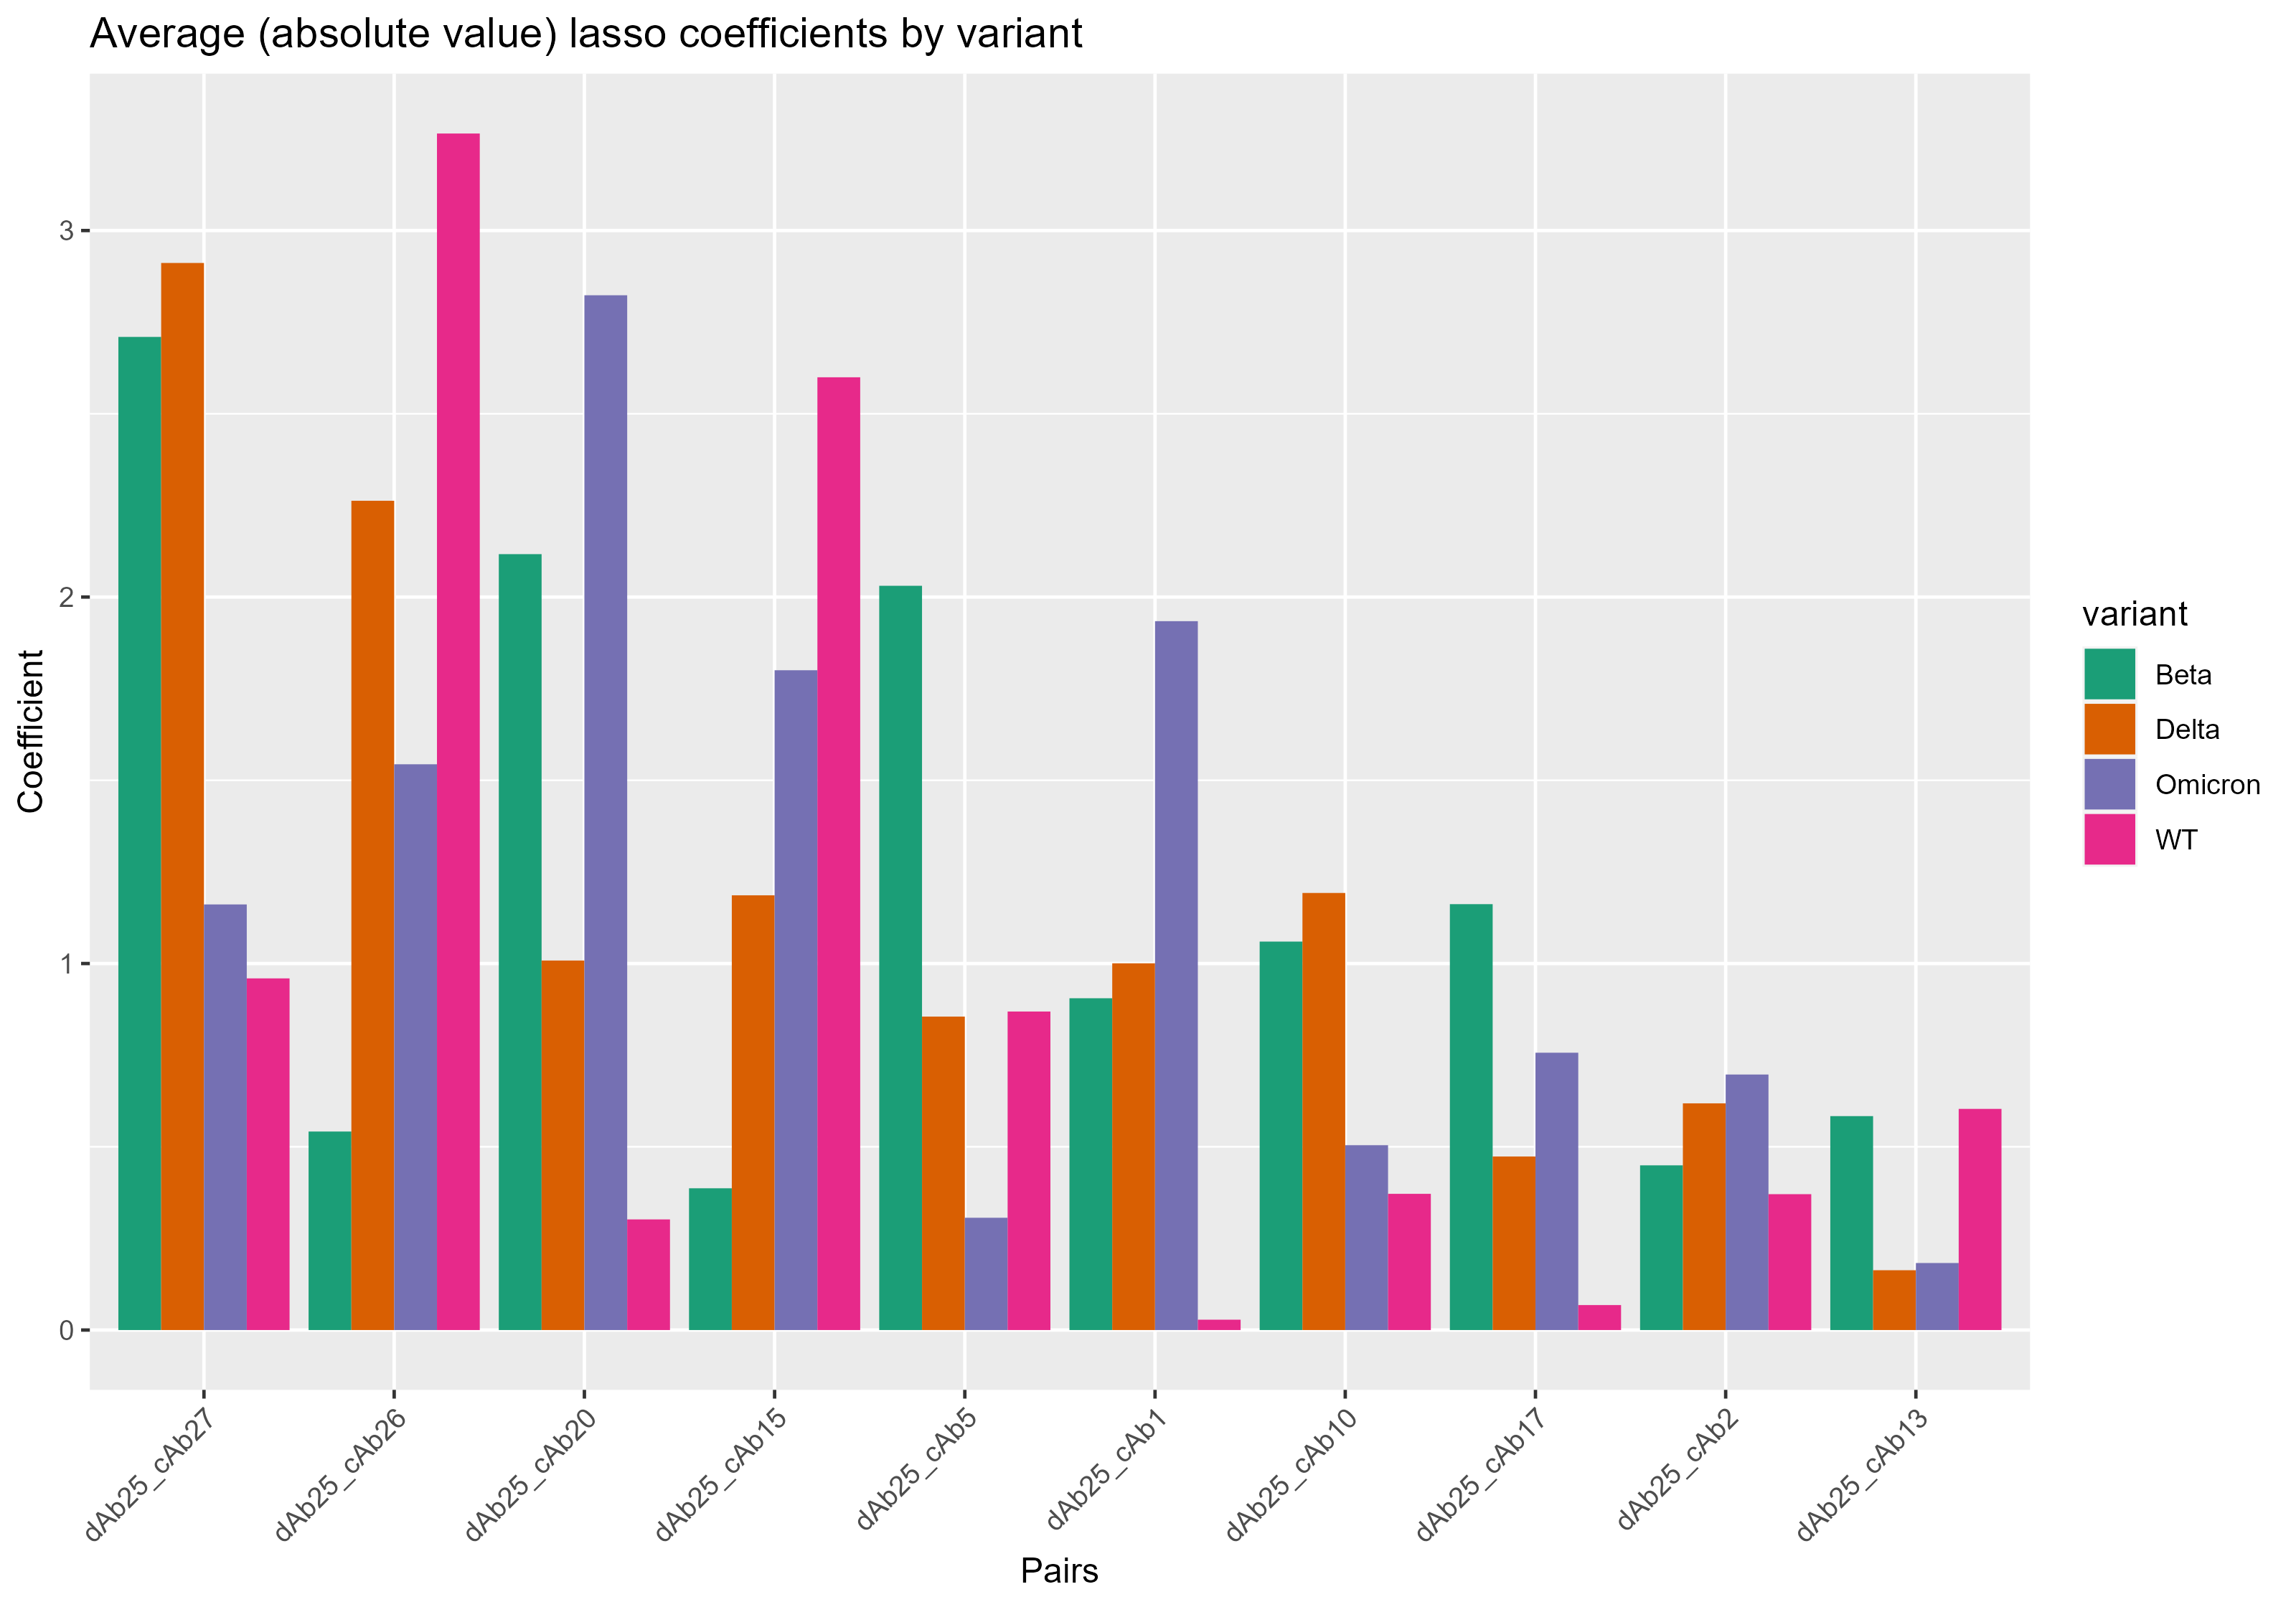 Average (absolute value) lasso coefficients by variant
3
2
1
0
Coefficient
dAb25_cAb27
dAb25_cAb26
dAb25_cAb20
dAb25_cAb15
dAb25_cAb5
dAb25_cAb1
dAb25_cAb10
dAb25_cAb17
dAb25_cAb2
dAb25_cAb13
Pairs
variant
Beta
Delta
Omicron
WT